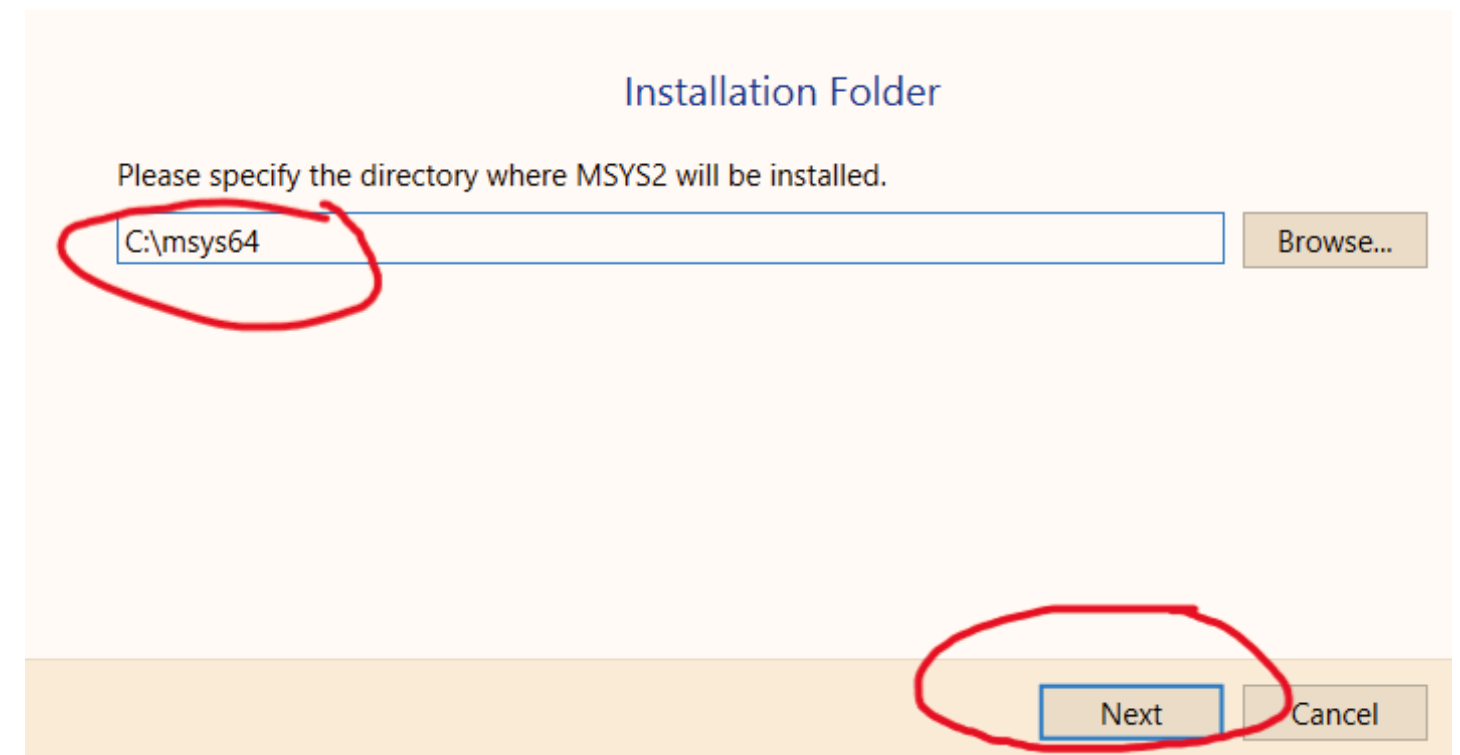 Installation Folder
Please specify the directory where MSYS2 will be installed.
C:\msys64
Browse...
Next
Cancel